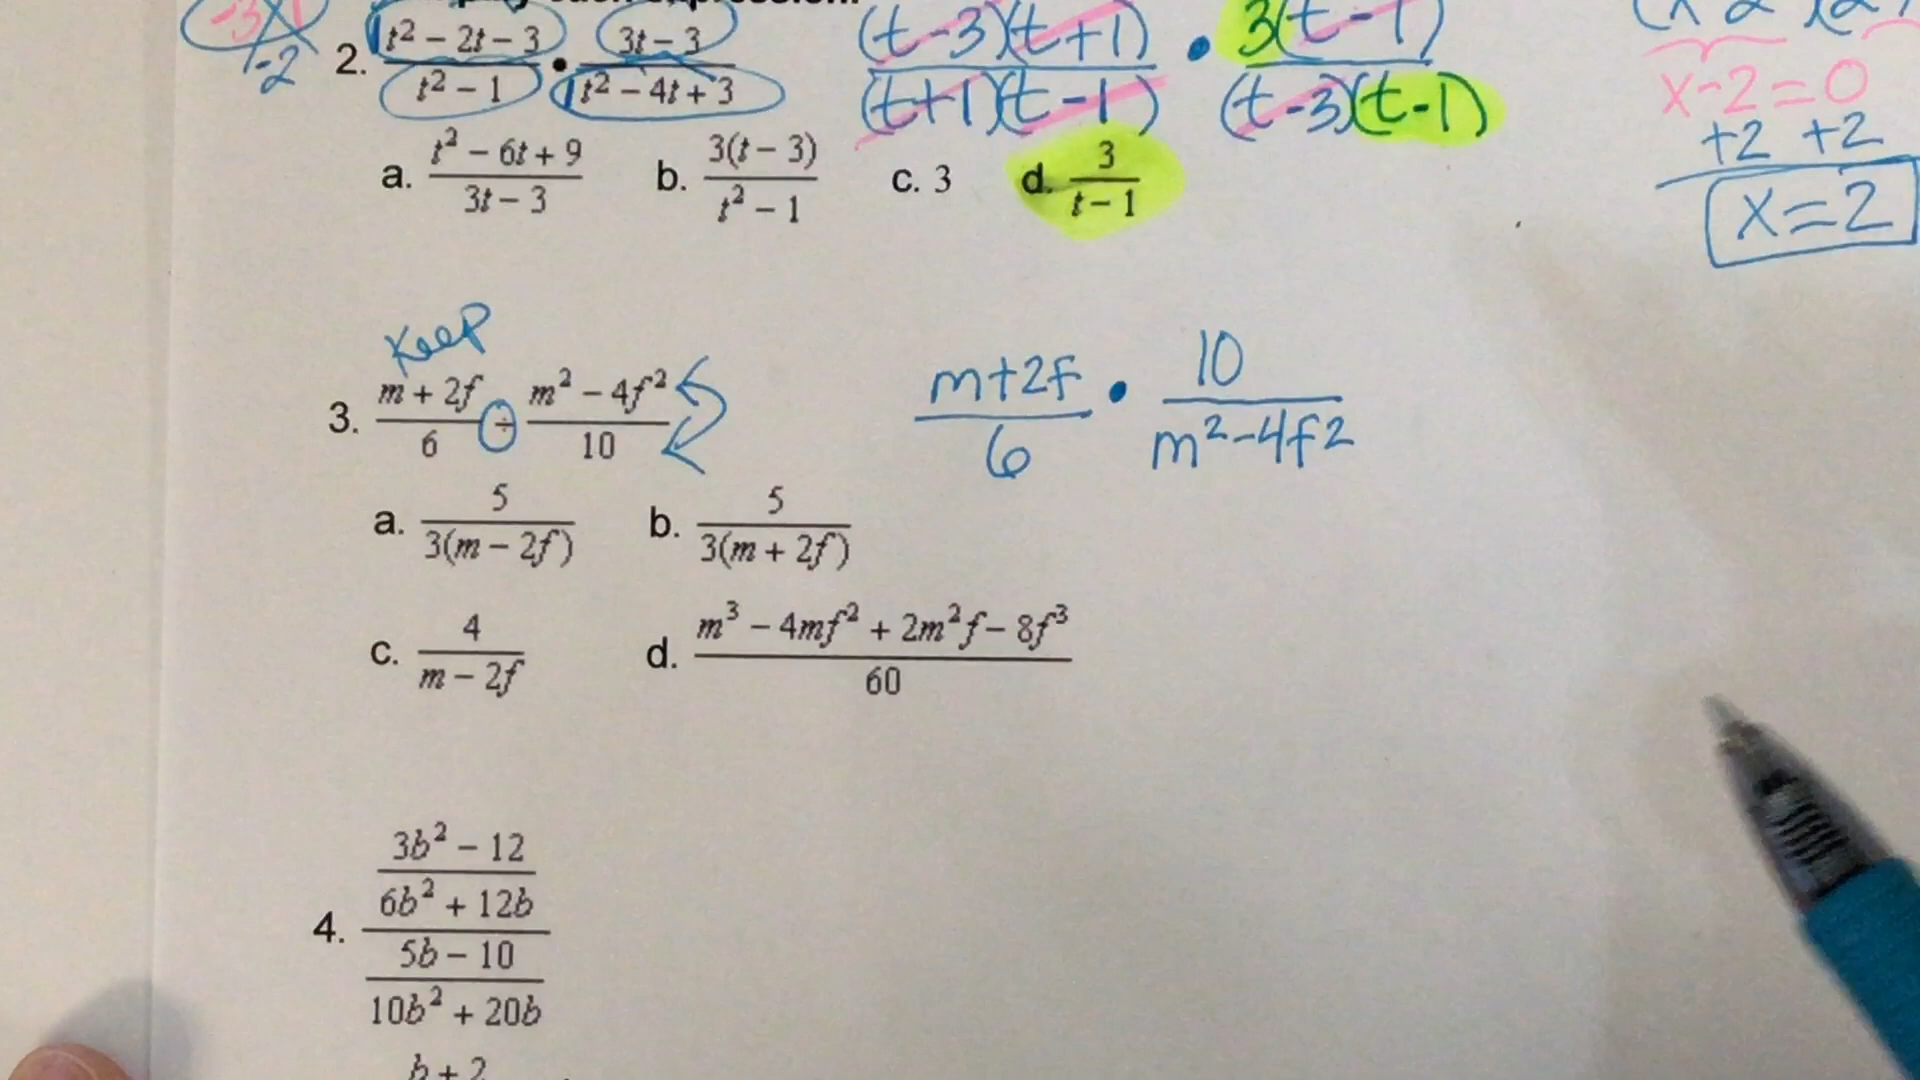 -3
-2
2. t² − 2t − 3 / t² − 1 • 3t − 3 / t² − 4t + 3
(t-3)(t+1) / (t+1)(t-1) • 3(t-1) / (t-3)(t-1)
x-2=0
+2 +2
x=2
a. t² − 6t + 9 / 3t − 3 b. 3(t − 3) / t² − 1 c. 3 d. 3 / t − 1
Keep
3. m + 2f / 6 ÷ m² − 4f² / 10
m+2f / 6 • 10 / m²-4f2
a. 5 / 3(m − 2f) b. 5 / 3(m + 2f)
c. 4 / m − 2f d. m³ − 4mf² + 2m²f − 8f³ / 60
4. 3b² − 12
6b² + 12b
5b − 10
10b² + 20b
b + 2